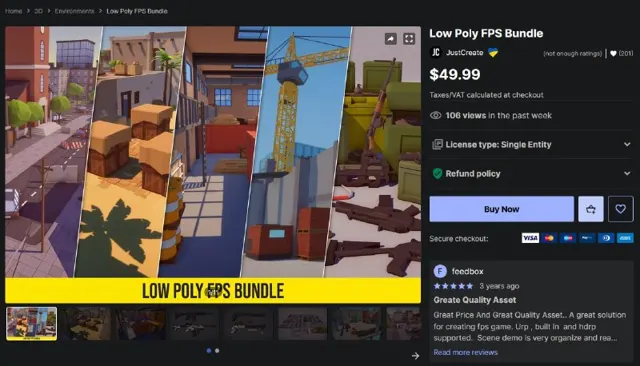 Home > 3D > Environments > Low Poly FPS Bundle
Low Poly FPS Bundle
JC JustCreate
(not enough ratings) | (201)
$49.99
Taxes/VAT calculated at checkout
106 views in the past week
License type: Single Entity
Refund policy
Buy Now
Secure checkout:
VISA
LOW POLY FPS BUNDLE
F feedbox
3 years ago
Greate Quality Asset
Great Price And Great Quality Asset.. A great solution
for creating fps game. Urp , built in and hdrp
supported. Scene demo is very organize and rea...
Read more reviews